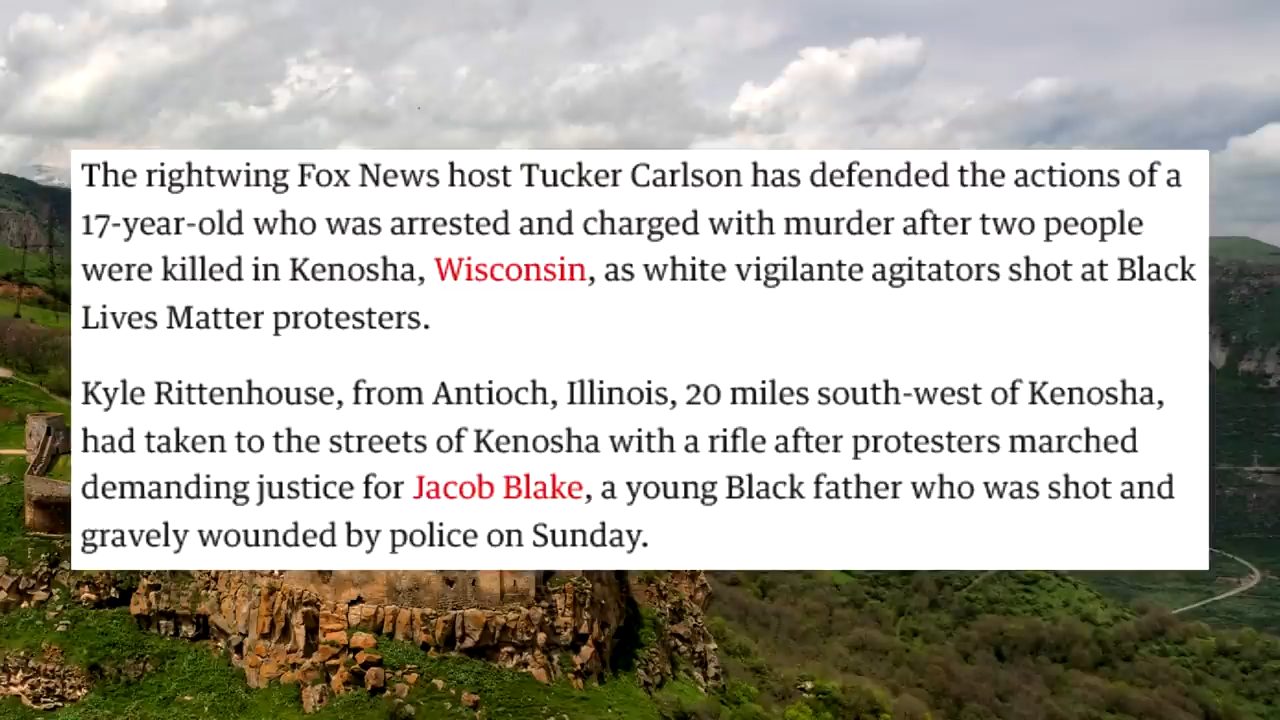 The rightwing Fox News host Tucker Carlson has defended the actions of a
17-year-old who was arrested and charged with murder after two people
were killed in Kenosha, Wisconsin, as white vigilante agitators shot at Black
Lives Matter protesters.
Kyle Rittenhouse, from Antioch, Illinois, 20 miles south-west of Kenosha,
had taken to the streets of Kenosha with a rifle after protesters marched
demanding justice for Jacob Blake, a young Black father who was shot and
gravely wounded by police on Sunday.